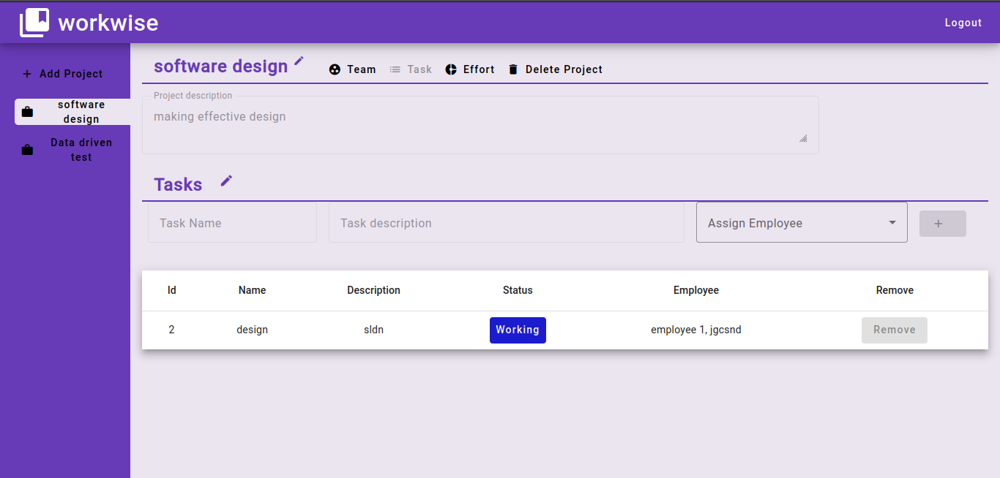 workwise
Logout
+ Add Project
software
design
Data driven
test
software design
Team
Task
Effort
Delete Project
Project description
making effective design
Tasks
Task Name
Task description
Assign Employee
+
Id Name Description Status Employee Remove
2 design sldn Working employee 1, jgcsnd Remove